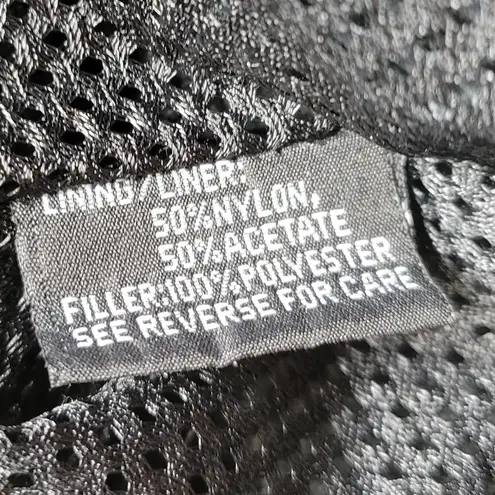 LINING/LINER:
50%NYLON,
50%ACETATE
FILLER:100%POLYESTER
SEE REVERSE FOR CARE